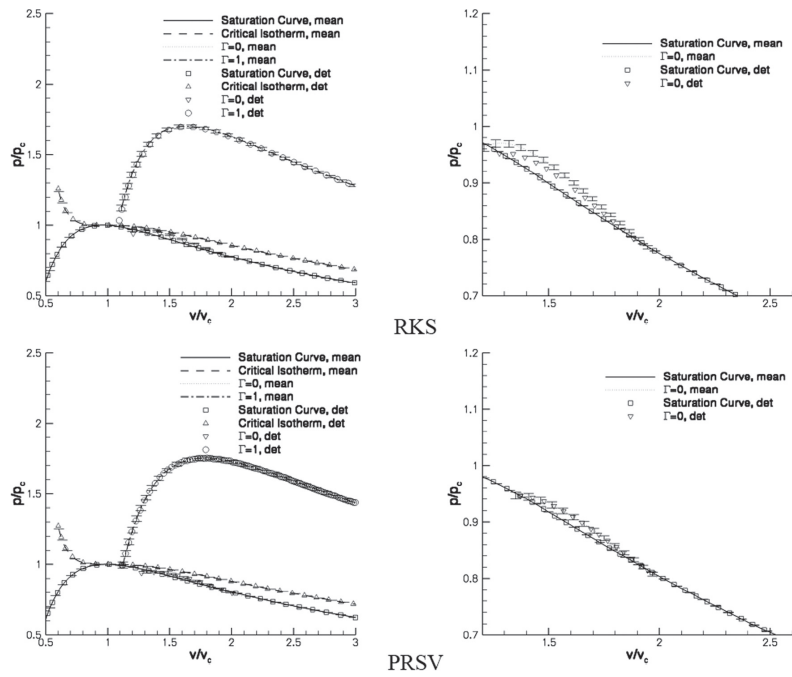 2.5
2
1.5
1
0.5
p/pc
0.5 1 1.5 2 2.5 3
v/vc
Saturation Curve, mean
Critical Isotherm, mean
Γ=0, mean
Γ=1, mean
Saturation Curve, det
Critical Isotherm, det
Γ=0, det
Γ=1, det
1.2
1.1
1
0.9
0.8
0.7
p/pc
1.5 2 2.5
v/vc
Saturation Curve, mean
Γ=0, mean
Saturation Curve, det
Γ=0, det
RKS
2.5
2
1.5
1
0.5
p/pc
0.5 1 1.5 2 2.5 3
v/vc
Saturation Curve, mean
Critical Isotherm, mean
Γ=0, mean
Γ=1, mean
Saturation Curve, det
Critical Isotherm, det
Γ=0, det
Γ=1, det
1.2
1.1
1
0.9
0.8
0.7
p/pc
1.5 2 2.5
v/vc
Saturation Curve, mean
Γ=0, mean
Saturation Curve, det
Γ=0, det
PRSV